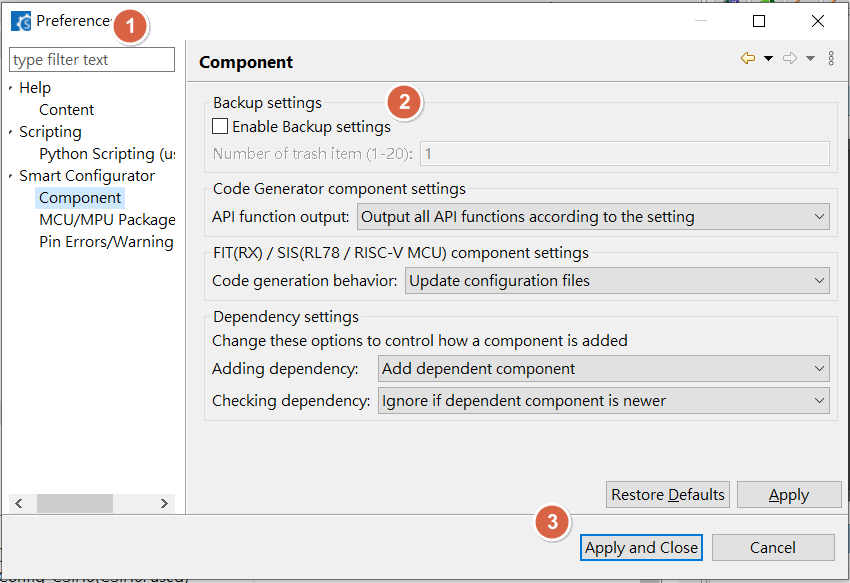 Preference
1
type filter text
Component
Help
Content
Scripting
Python Scripting (us
Smart Configurator
Component
MCU/MPU Package
Pin Errors/Warning
Backup settings
2
Enable Backup settings
Number of trash item (1-20):
1
Code Generator component settings
API function output:
Output all API functions according to the setting
FIT(RX) / SIS(RL78 / RISC-V MCU) component settings
Code generation behavior:
Update configuration files
Dependency settings
Change these options to control how a component is added
Adding dependency:
Add dependent component
Checking dependency:
Ignore if dependent component is newer
Restore Defaults
Apply
3
Apply and Close
Cancel